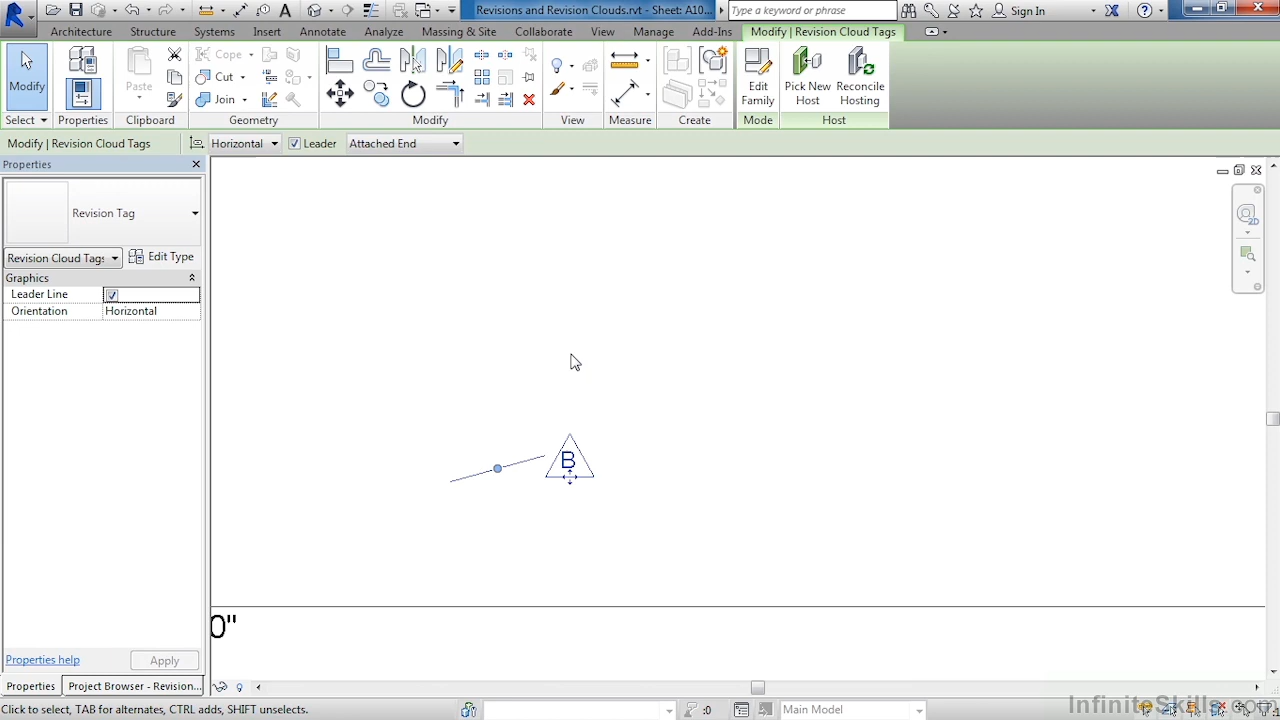 Revisions and Revision Clouds.rvt - Sheet: A10...
Type a keyword or phrase
Sign In
Architecture
Structure
Systems
Insert
Annotate
Analyze
Massing & Site
Collaborate
View
Manage
Add-Ins
Modify | Revision Cloud Tags
Modify
Paste
Cope
Cut
Join
Edit
Family
Pick New
Host
Reconcile
Hosting
Select
Properties
Clipboard
Geometry
Modify
View
Measure
Create
Mode
Host
Modify | Revision Cloud Tags
Horizontal
Leader
Attached End
Properties
Revision Tag
Revision Cloud Tags
Edit Type
Graphics
Leader Line
Orientation
Horizontal
2D
B
0"
Properties help
Apply
Properties
Project Browser - Revision...
Click to select, TAB for alternates, CTRL adds, SHIFT unselects.
:0
Main Model
InfiniteSkills.com